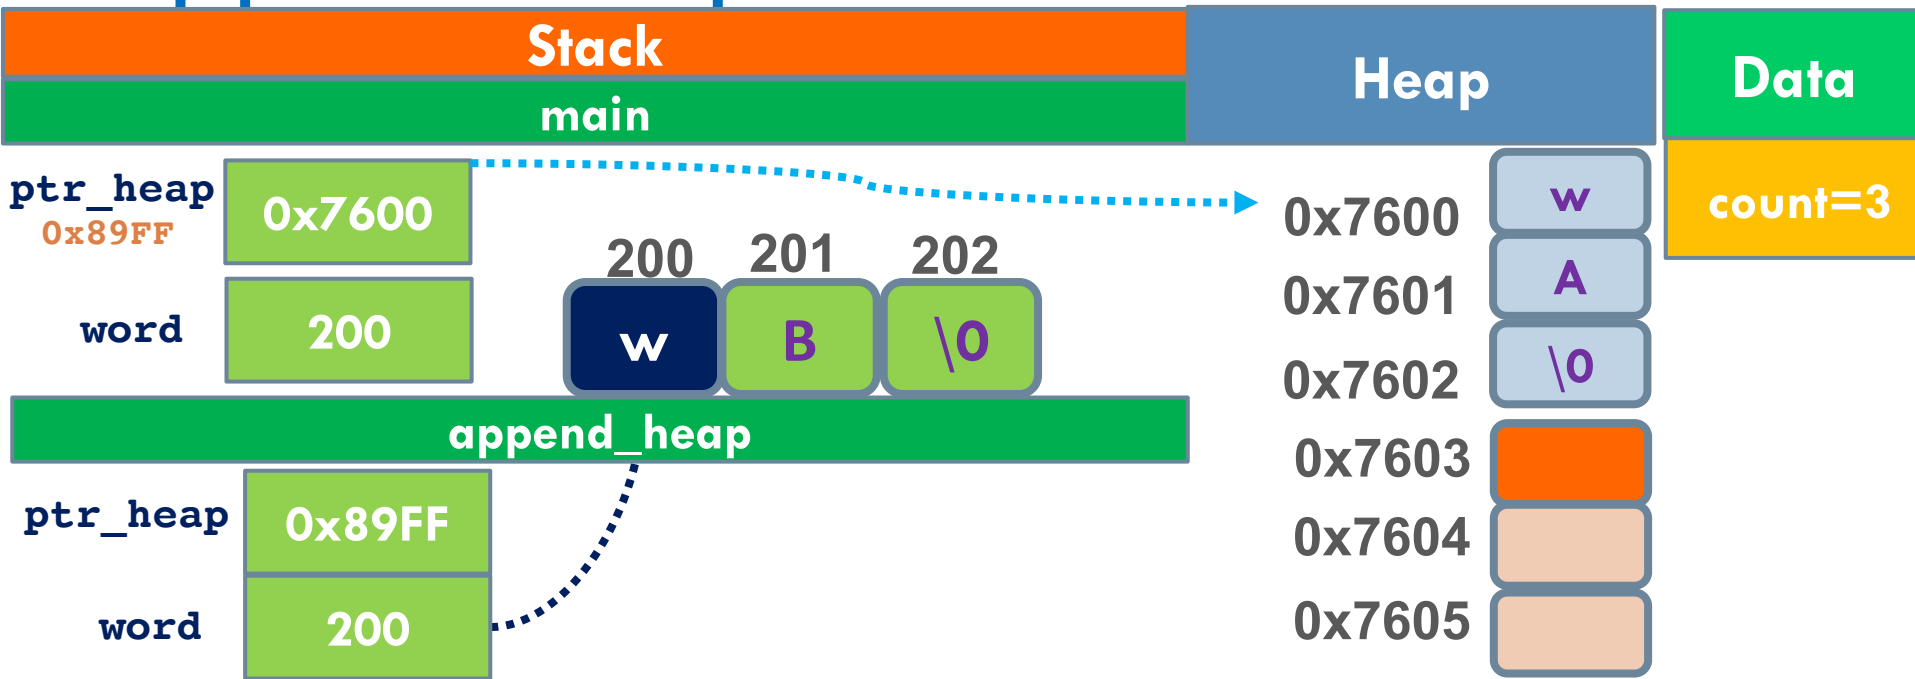 Stack
Heap
Data
main
ptr_heap
0x89FF
0x7600
0x7600
w
count=3
200 201 202
word
200
w
B
\0
0x7601
A
0x7602
\0
append_heap
0x7603
ptr_heap
0x89FF
0x7604
word
200
0x7605